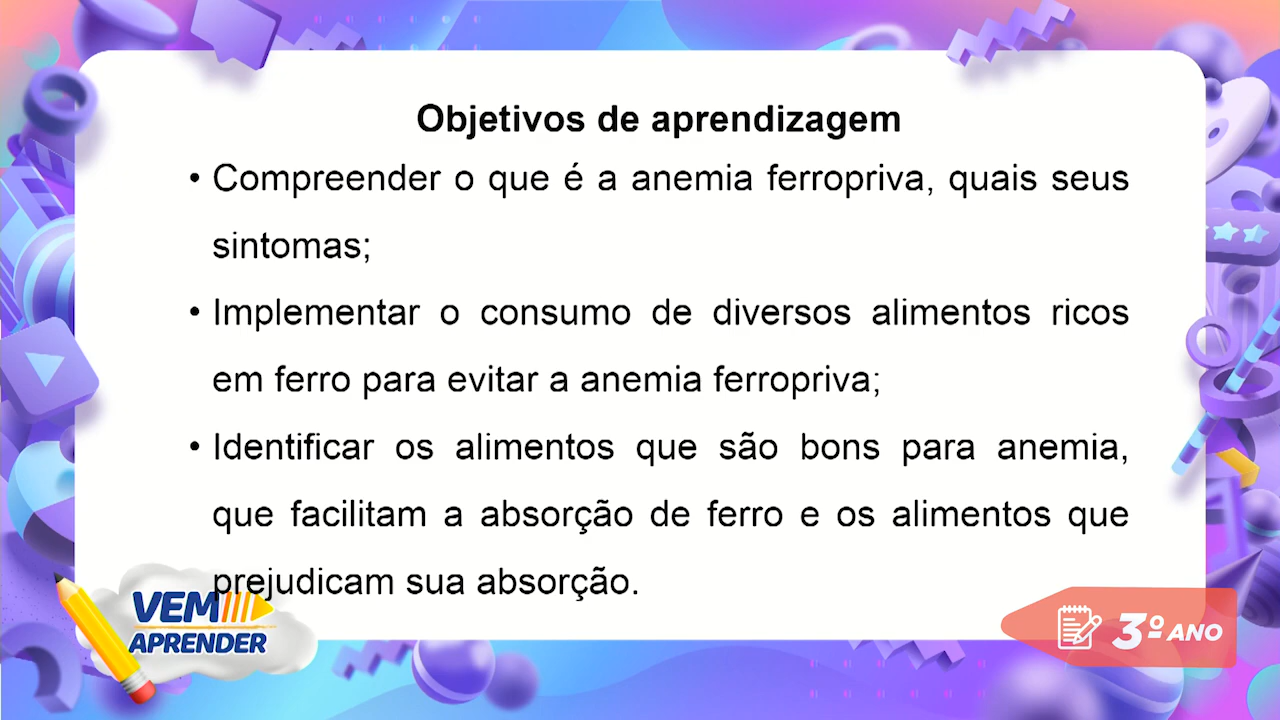 Objetivos de aprendizagem
• Compreender o que é a anemia ferropriva, quais seus
sintomas;
• Implementar o consumo de diversos alimentos ricos
em ferro para evitar a anemia ferropriva;
• Identificar os alimentos que são bons para anemia,
que facilitam a absorção de ferro e os alimentos que
prejudicam sua absorção.
VEM
APRENDER
3º ANO